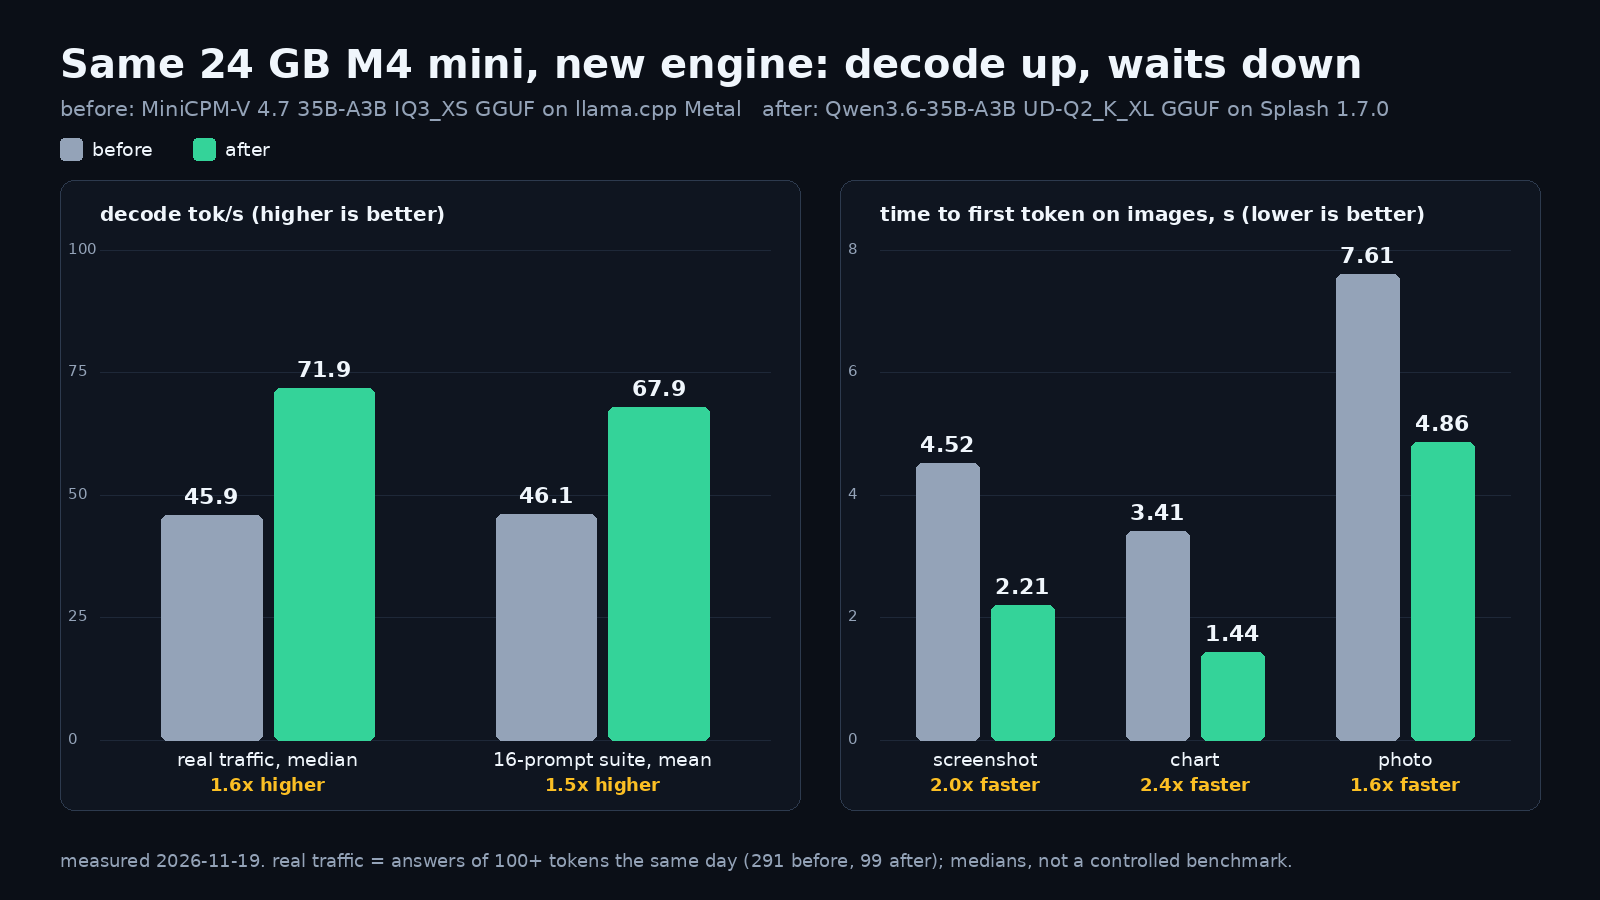 Same 24 GB M4 mini, new engine: decode up, waits down
before: MiniCPM-V 4.7 35B-A3B IQ3_XS GGUF on llama.cpp Metal   after: Qwen3.6-35B-A3B UD-Q2_K_XL GGUF on Splash 1.7.0
before
after
decode tok/s (higher is better)
100
75
50
25
0
45.9
71.9
46.1
67.9
real traffic, median
1.6x higher
16-prompt suite, mean
1.5x higher
time to first token on images, s (lower is better)
8
6
4
2
0
4.52
2.21
3.41
1.44
7.61
4.86
screenshot
2.0x faster
chart
2.4x faster
photo
1.6x faster
measured 2026-11-19. real traffic = answers of 100+ tokens the same day (291 before, 99 after); medians, not a controlled benchmark.